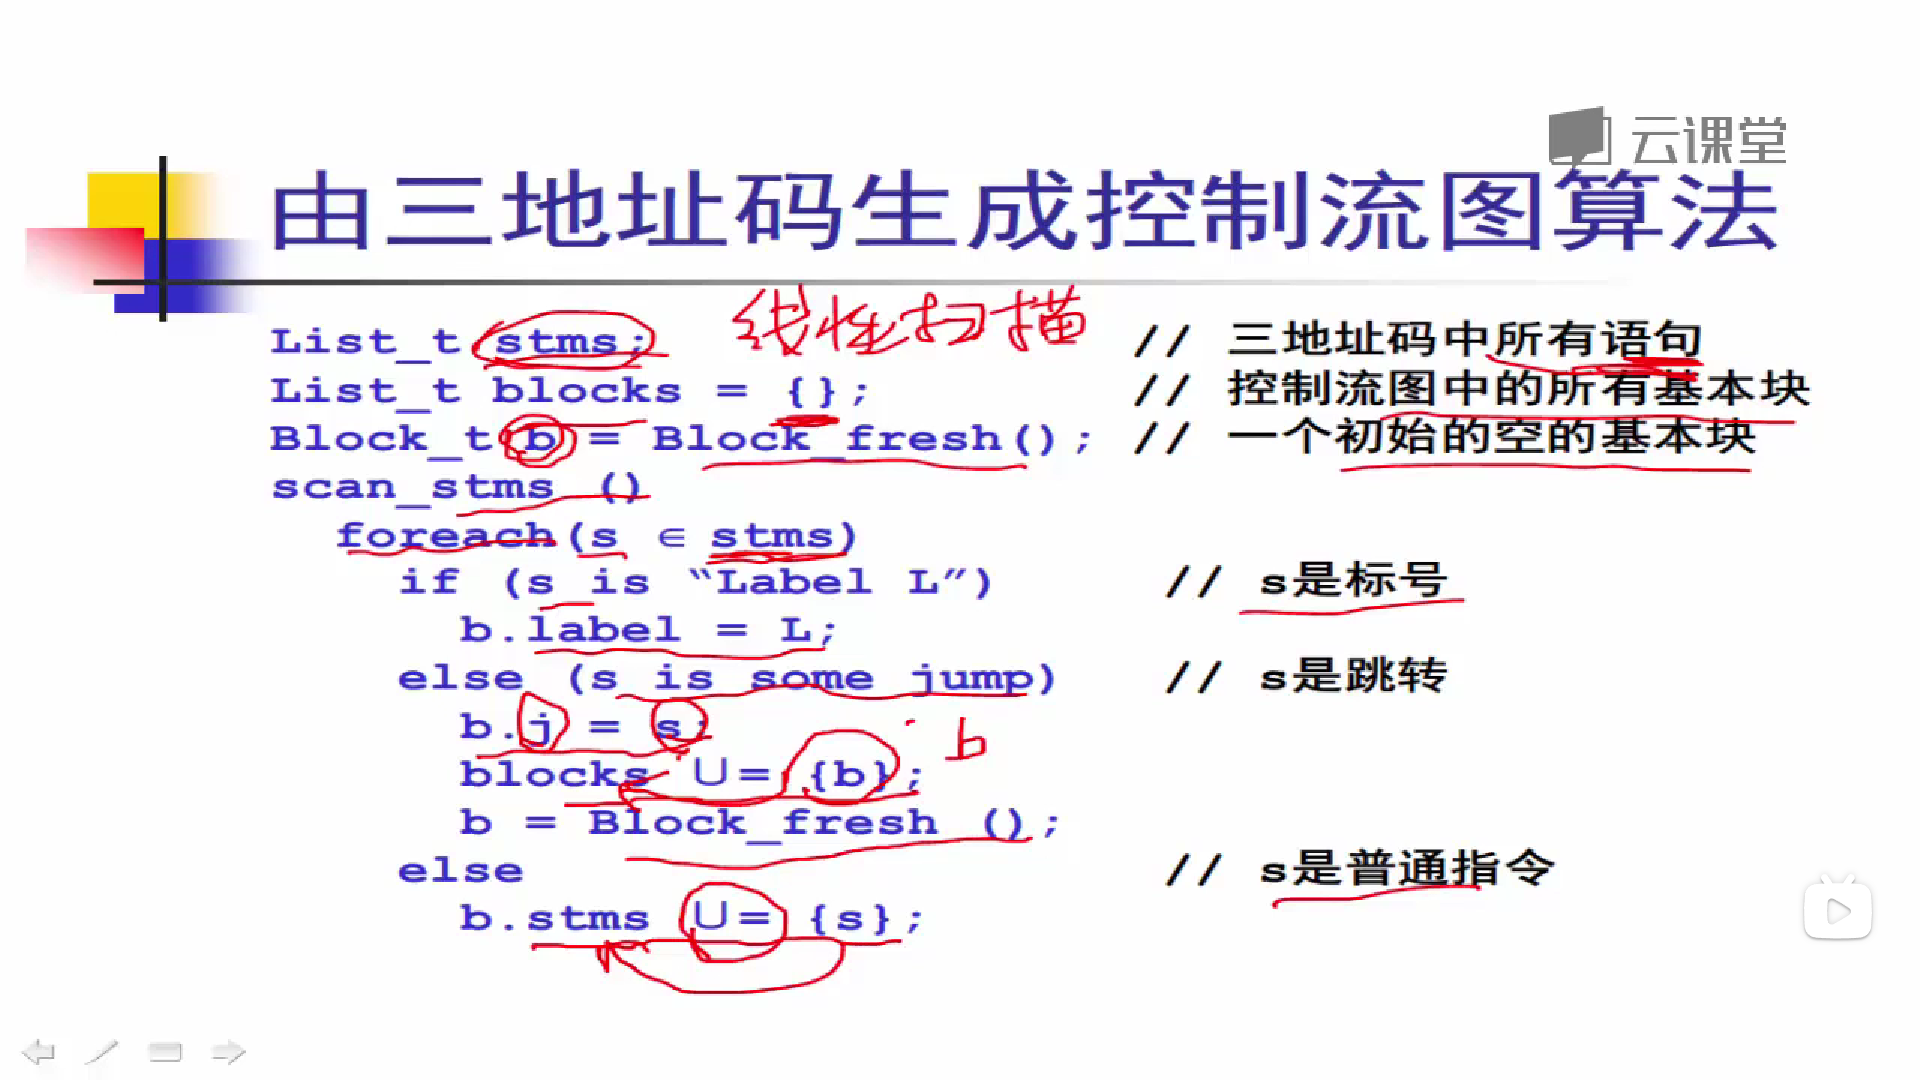 云课堂
由三地址码生成控制流图算法
线性扫描
List_t stms; // 三地址码中所有语句
List_t blocks = {}; // 控制流图中的所有基本块
Block_t b = Block_fresh(); // 一个初始的空的基本块
scan_stms ()
foreach(s ∈ stms)
if (s is “Label L”) // s是标号
b.label = L;
else (s is some jump) // s是跳转
b.j = s;
b
blocks ∪= {b};
b = Block_fresh ();
else // s是普通指令
b.stms ∪= {s};